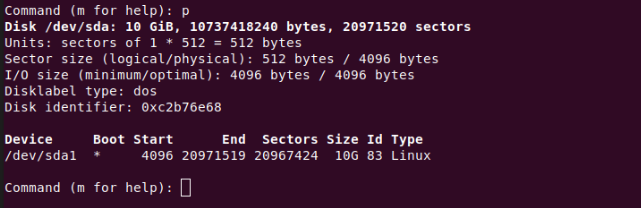 Command (m for help): p
Disk /dev/sda: 10 GiB, 10737418240 bytes, 20971520 sectors
Units: sectors of 1 * 512 = 512 bytes
Sector size (logical/physical): 512 bytes / 4096 bytes
I/O size (minimum/optimal): 4096 bytes / 4096 bytes
Disklabel type: dos
Disk identifier: 0xc2b76e68

Device     Boot Start      End  Sectors Size Id Type
/dev/sda1  *     4096 20971519 20967424  10G 83 Linux

Command (m for help):